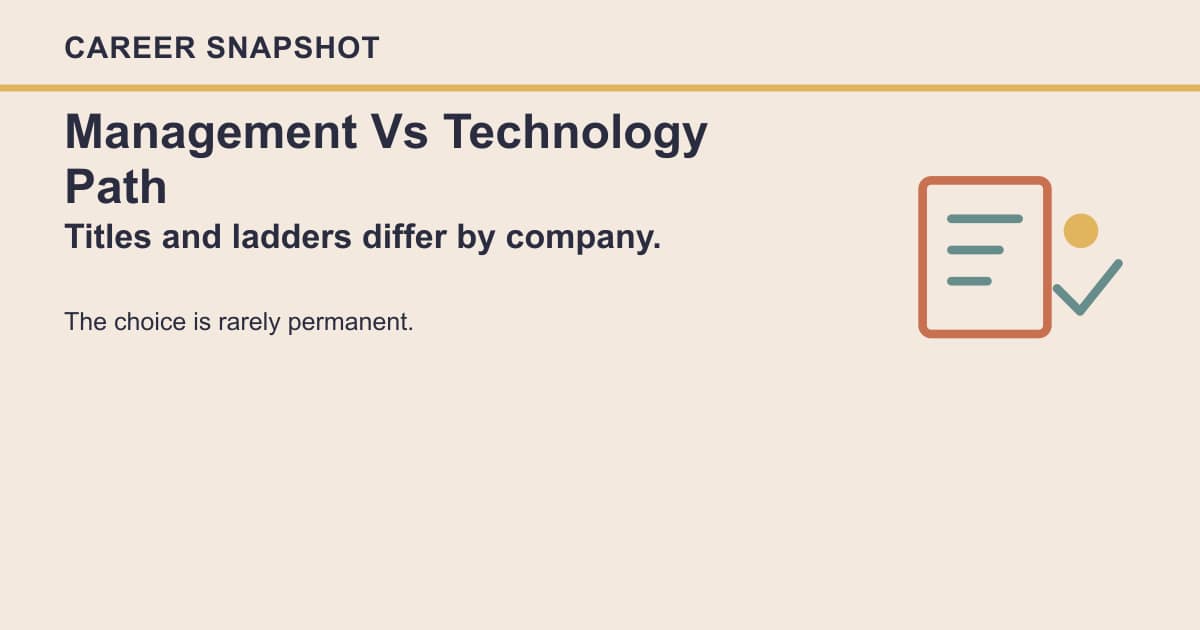 CAREER SNAPSHOT
Management Vs Technology
Path
Titles and ladders differ by company.
The choice is rarely permanent.